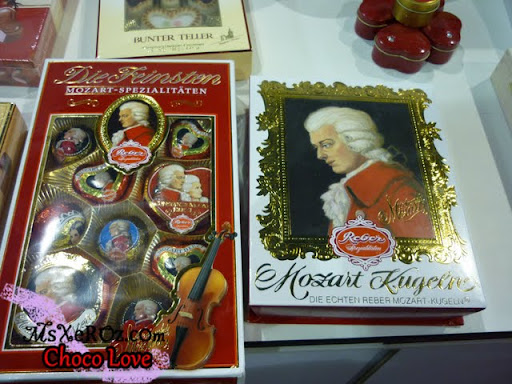 BUNTER TELLER
Die Feinsten
MOZART-SPEZIALITÄTEN
Reber
Reber
Spezialitäten
Mozart Kugeln
DIE ECHTEN REBER MOZART-KUGELN
MsXeROz.com
Choco Love